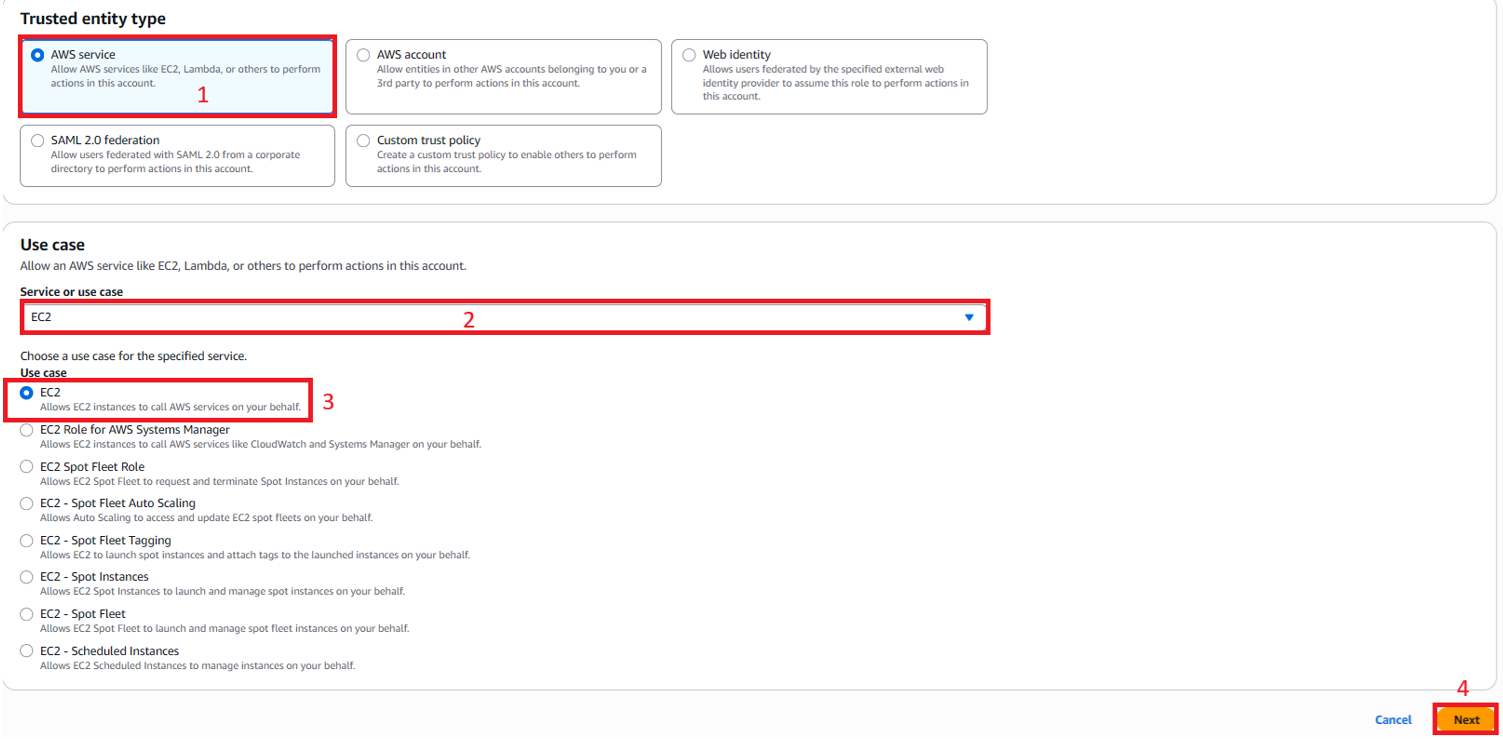 Trusted entity type
AWS service
Allow AWS services like EC2, Lambda, or others to perform
actions in this account.
1
AWS account
Allow entities in other AWS accounts belonging to you or a
3rd party to perform actions in this account.
Web identity
Allows users federated by the specified external web
identity provider to assume this role to perform actions in
this account.
SAML 2.0 federation
Allow users federated with SAML 2.0 from a corporate
directory to perform actions in this account.
Custom trust policy
Create a custom trust policy to enable others to perform
actions in this account.
Use case
Allow an AWS service like EC2, Lambda, or others to perform actions in this account.
Service or use case
EC2
2
Choose a use case for the specified service.
Use case
EC2
Allows EC2 instances to call AWS services on your behalf.
3
EC2 Role for AWS Systems Manager
Allows EC2 instances to call AWS services like CloudWatch and Systems Manager on your behalf.
EC2 Spot Fleet Role
Allows EC2 Spot Fleet to request and terminate Spot Instances on your behalf.
EC2 - Spot Fleet Auto Scaling
Allows Auto Scaling to access and update EC2 spot fleets on your behalf.
EC2 - Spot Fleet Tagging
Allows EC2 to launch spot instances and attach tags to the launched instances on your behalf.
EC2 - Spot Instances
Allows EC2 Spot Instances to launch and manage spot instances on your behalf.
EC2 - Spot Fleet
Allows EC2 Spot Fleet to launch and manage spot fleet instances on your behalf.
EC2 - Scheduled Instances
Allows EC2 Scheduled Instances to manage instances on your behalf.
4
Cancel
Next